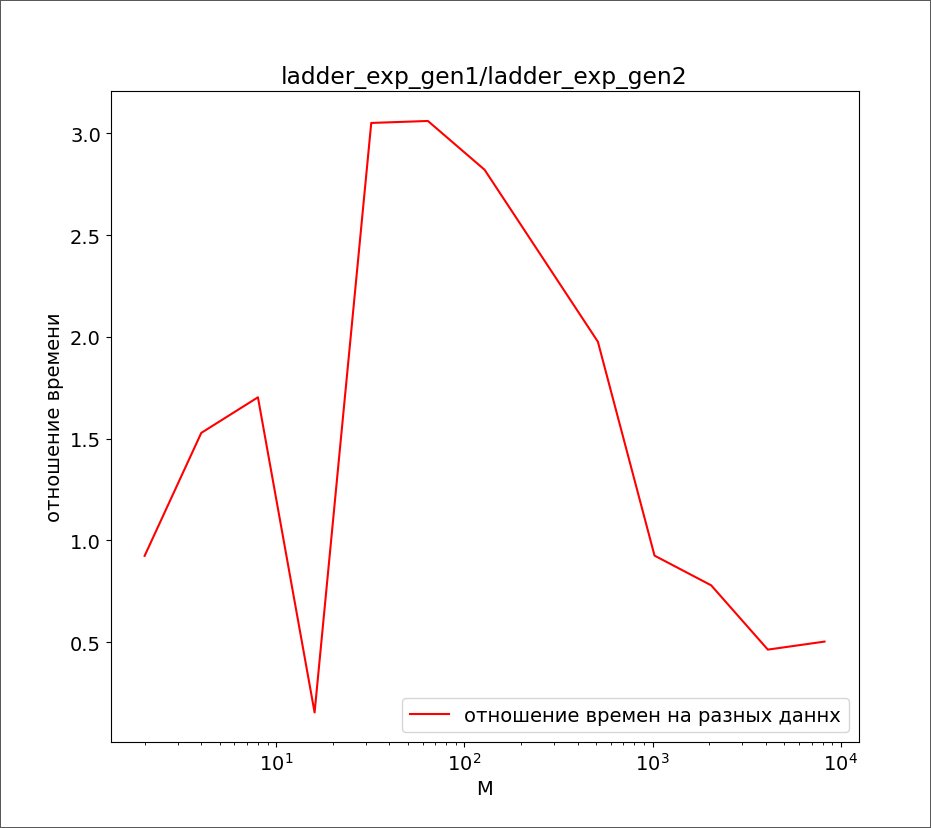 ladder_exp_gen1/ladder_exp_gen2
3.0
2.5
2.0
1.5
1.0
0.5
отношение времени
отношение времен на разных даннх
10¹ 10² 10³ 10⁴
M